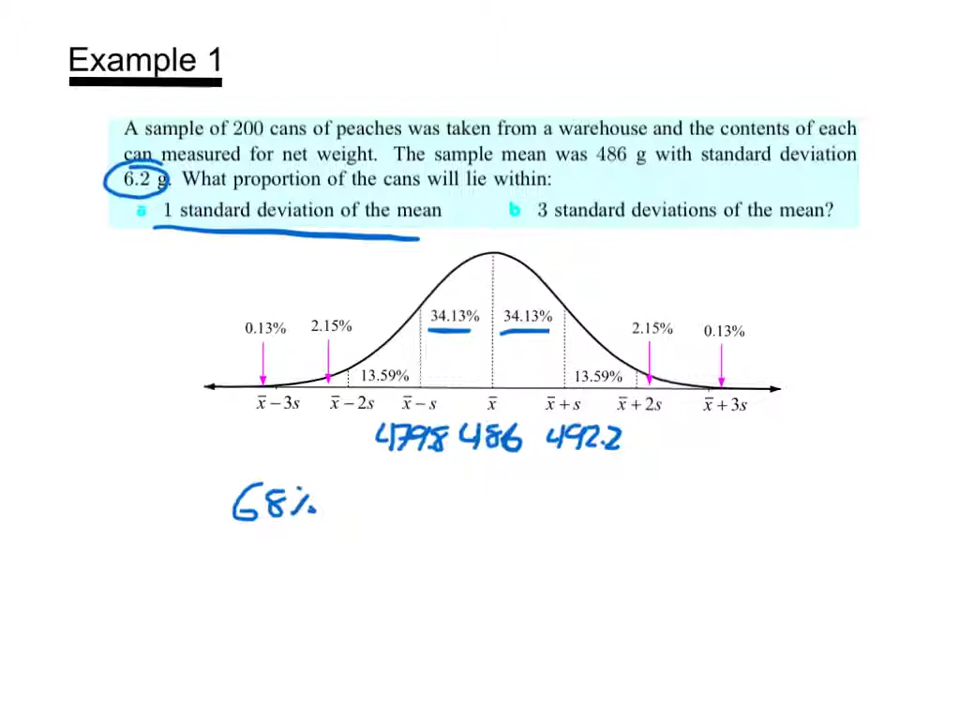 Example 1
A sample of 200 cans of peaches was taken from a warehouse and the contents of each
can measured for net weight. The sample mean was 486 g with standard deviation
6.2 g. What proportion of the cans will lie within:
a 1 standard deviation of the mean b 3 standard deviations of the mean?
34.13% 34.13%
0.13% 2.15% 2.15% 0.13%
13.59% 13.59%
x̄ − 3s x̄ − 2s x̄ − s x̄ x̄ + s x̄ + 2s x̄ + 3s
479.8 486 492.2
68%